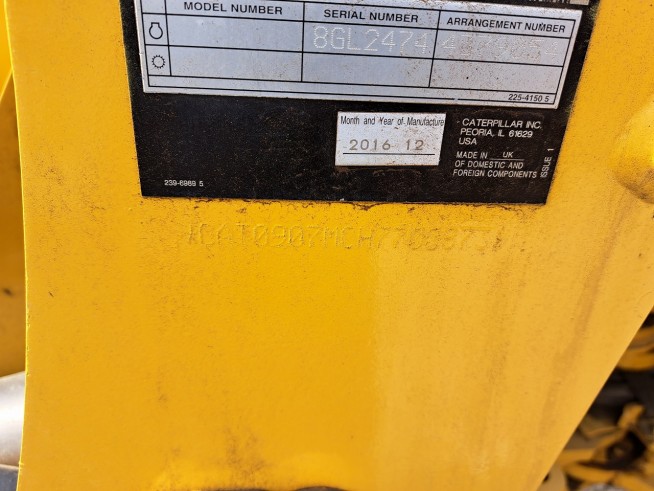 MODEL NUMBER SERIAL NUMBER ARRANGEMENT NUMBER
8GL2474
225-4150 5
Month and Year of Manufacture
2016 12
CATERPILLAR INC.
PEORIA, IL 61629
USA
MADE IN UK
OF DOMESTIC AND
FOREIGN COMPONENTS
ISSUE 1
239-6989 5